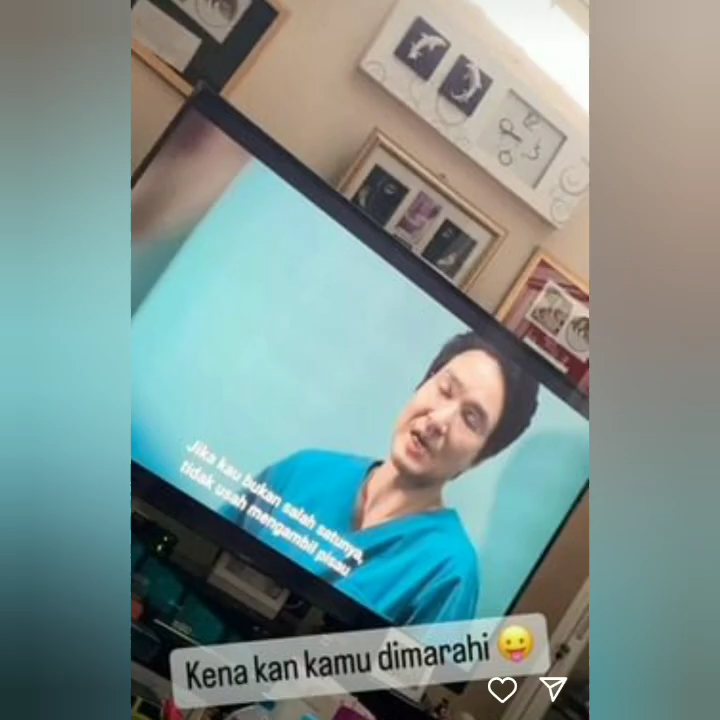 Jika kau bukan salah satunya,
tidak usah mengambil pisau
Kena kan kamu dimarahi 😛